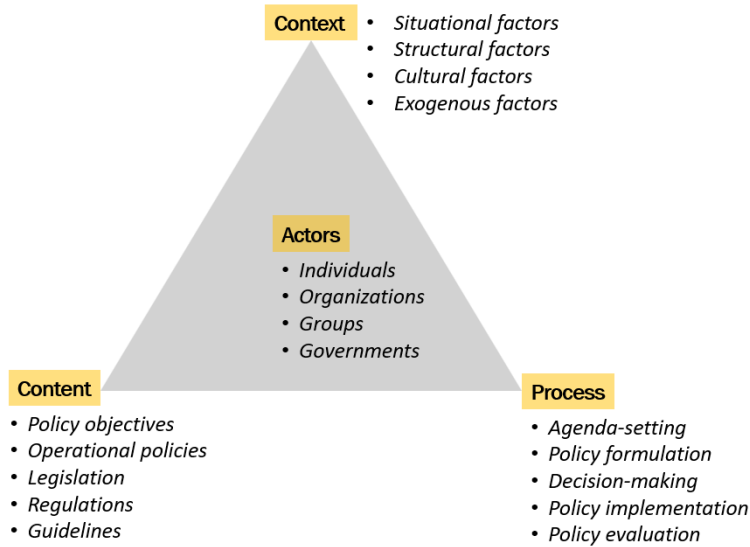 Context
• Situational factors
• Structural factors
• Cultural factors
• Exogenous factors
Actors
• Individuals
• Organizations
• Groups
• Governments
Content
• Policy objectives
• Operational policies
• Legislation
• Regulations
• Guidelines
Process
• Agenda-setting
• Policy formulation
• Decision-making
• Policy implementation
• Policy evaluation